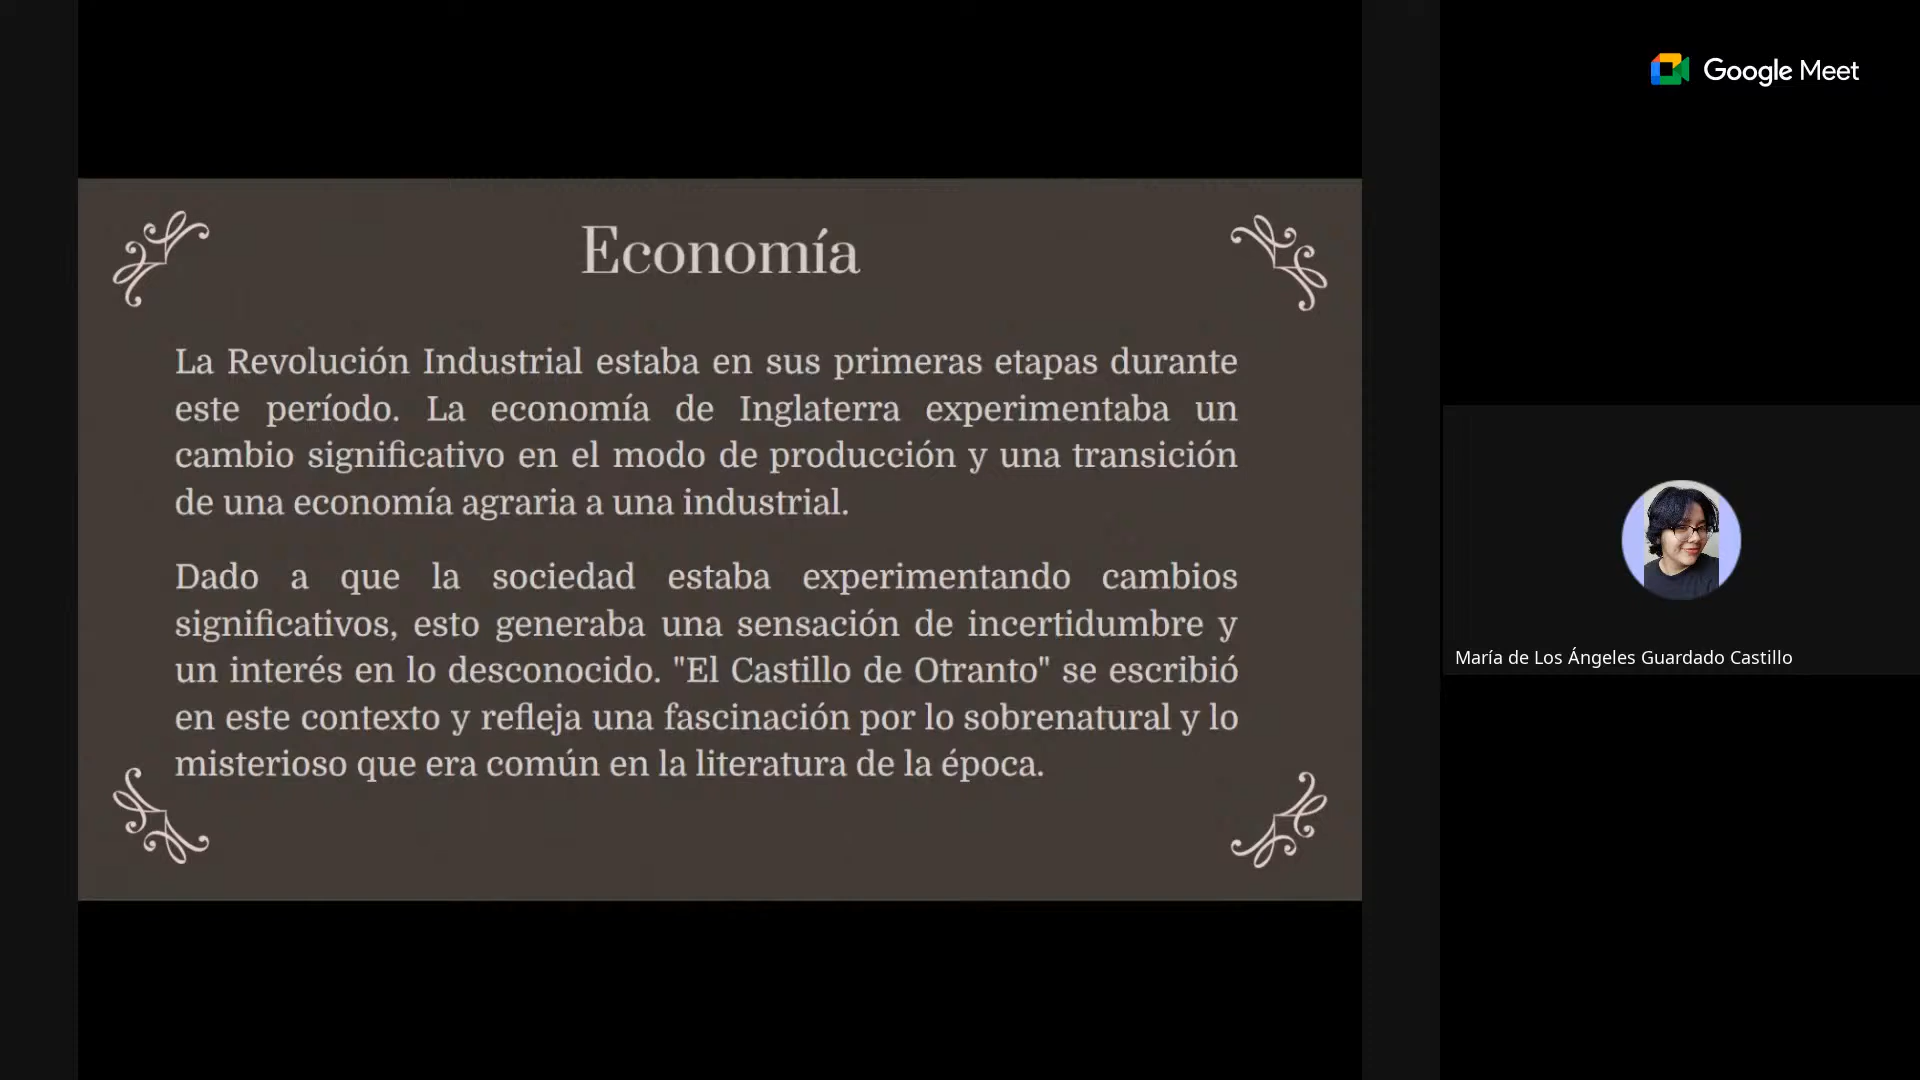 Google Meet
Economía
La Revolución Industrial estaba en sus primeras etapas durante
este período. La economía de Inglaterra experimentaba un
cambio significativo en el modo de producción y una transición
de una economía agraria a una industrial.
Dado a que la sociedad estaba experimentando cambios
significativos, esto generaba una sensación de incertidumbre y
un interés en lo desconocido. "El Castillo de Otranto" se escribió
en este contexto y refleja una fascinación por lo sobrenatural y lo
misterioso que era común en la literatura de la época.
María de Los Ángeles Guardado Castillo